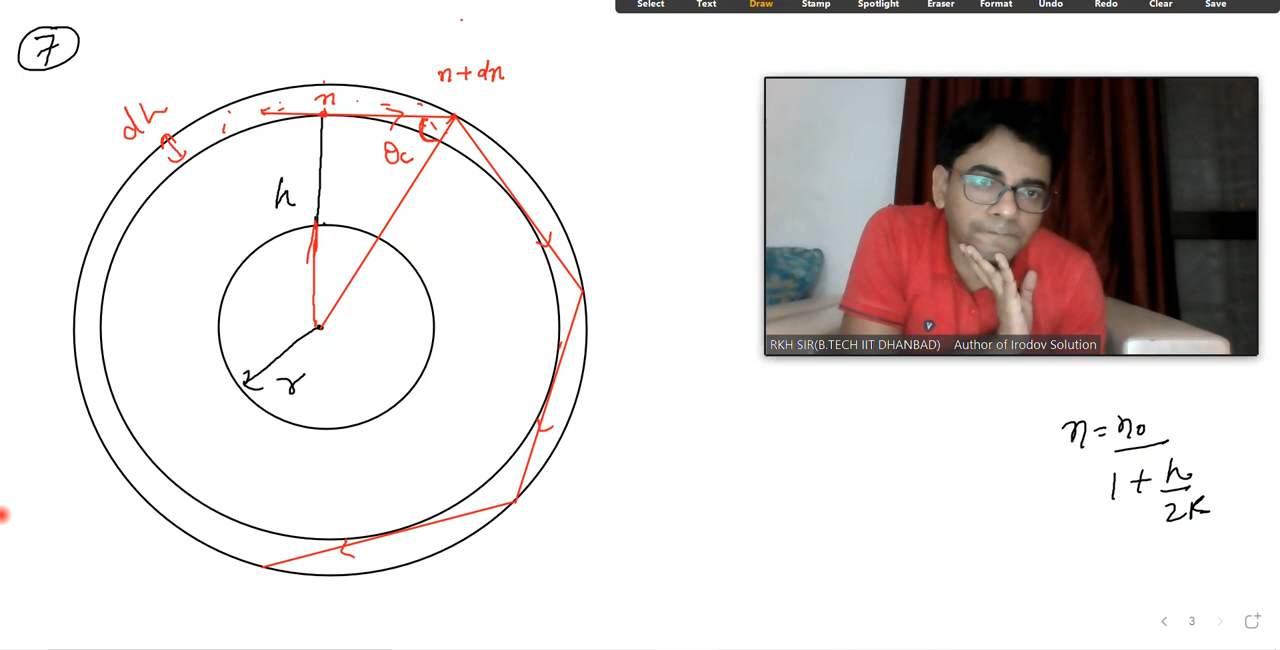 Select Text Draw Stamp Spotlight Eraser Format Undo Redo Clear Save
7
n + dn
n
dh
i
i
θc
h
r
RKH SIR(B.TECH IIT DHANBAD) Author of Irodov Solution
n = n0
1 + h
2R
3